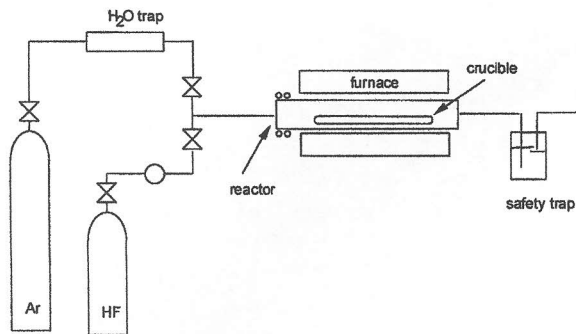 H₂O trap
furnace
crucible
reactor
safety trap
Ar
HF